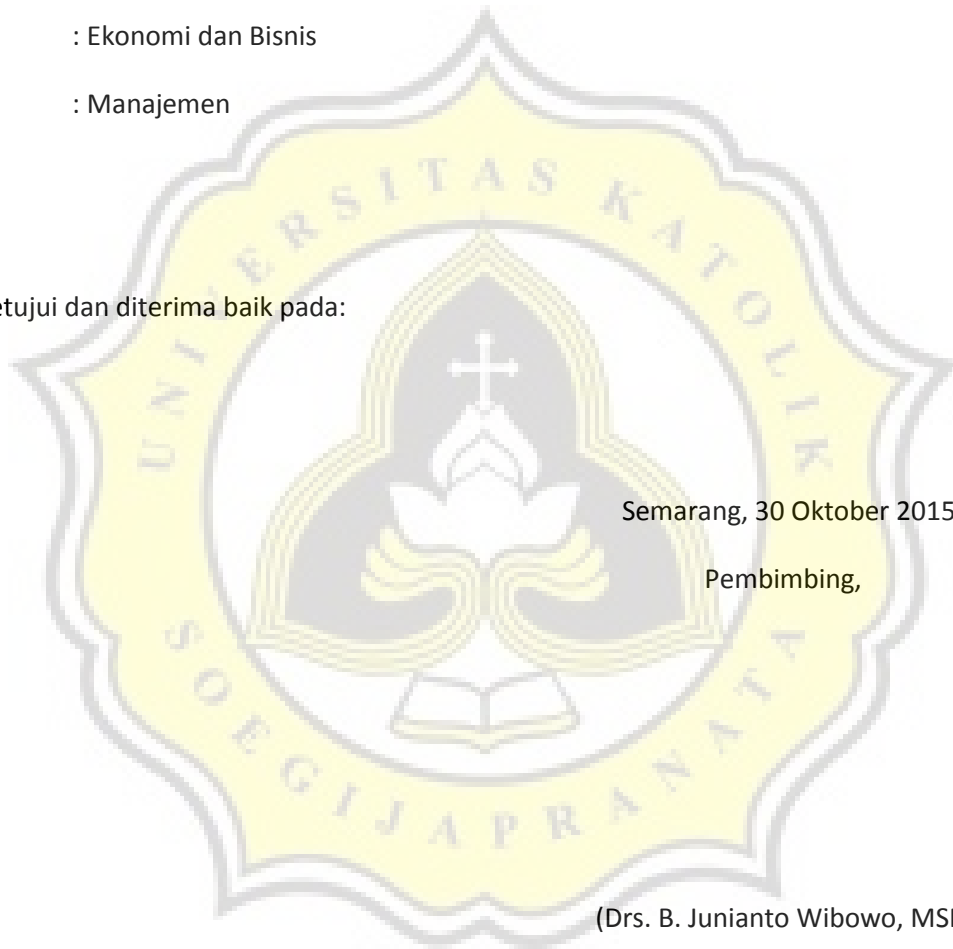 : Ekonomi dan Bisnis
: Manajemen
UNIVERSITAS KATOLIK
etujui dan diterima baik pada:
Semarang, 30 Oktober 2015
Pembimbing,
SOEGIJAPRANATA
(Drs. B. Junianto Wibowo, MS